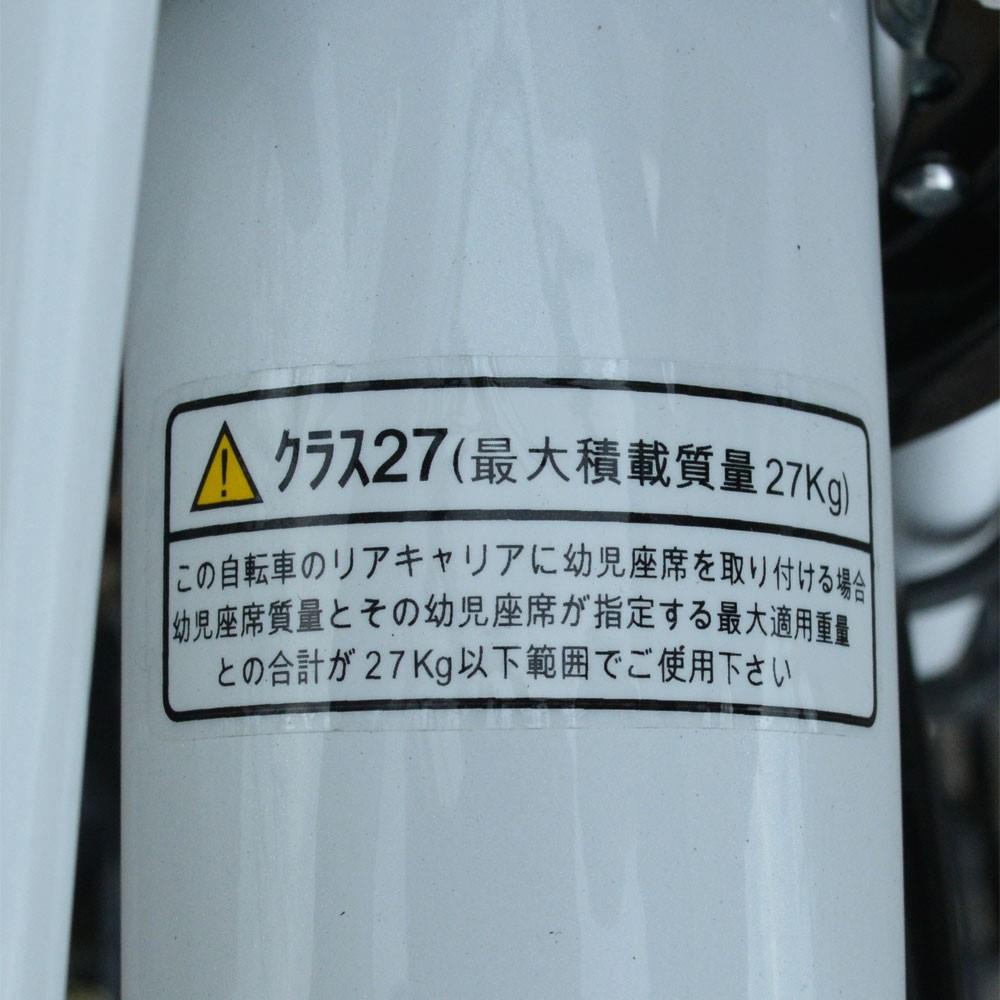 クラス27(最大積載質量27Kg)
この自転車のリアキャリアに幼児座席を取り付ける場合
幼児座席質量とその幼児座席が指定する最大適用重量
との合計が27Kg以下範囲でご使用下さい